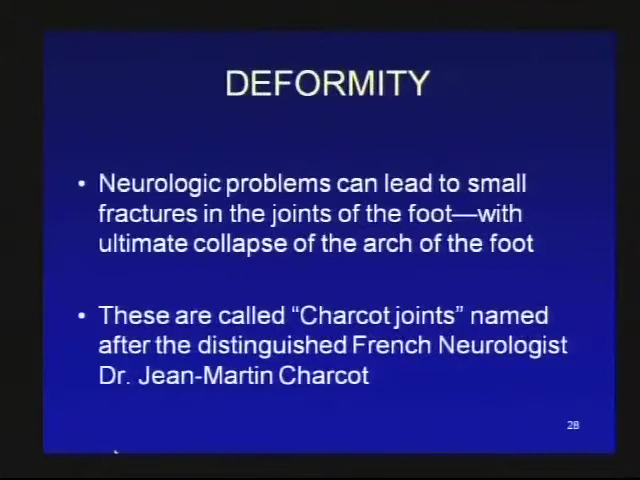 DEFORMITY
• Neurologic problems can lead to small
fractures in the joints of the foot—with
ultimate collapse of the arch of the foot
• These are called “Charcot joints” named
after the distinguished French Neurologist
Dr. Jean-Martin Charcot
28